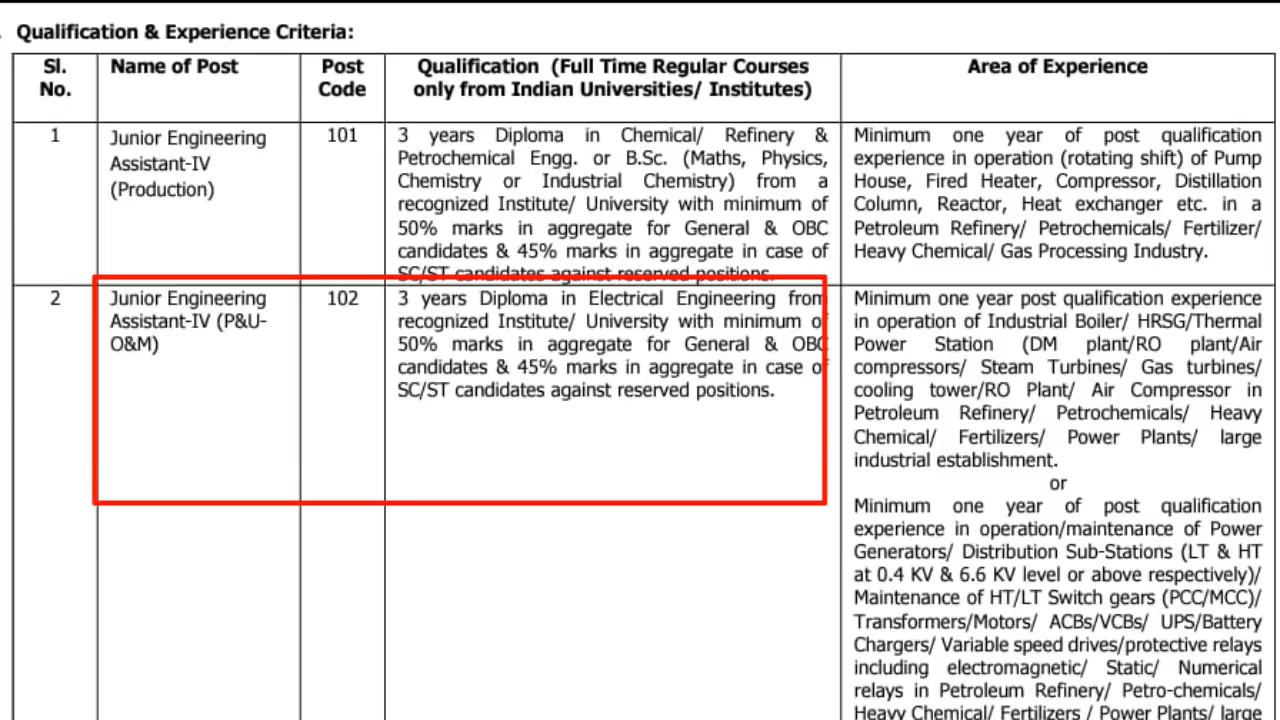 Qualification & Experience Criteria:
Sl. No.
Name of Post
Post Code
Qualification (Full Time Regular Courses only from Indian Universities/ Institutes)
Area of Experience
1
Junior Engineering
Assistant-IV
(Production)
101
3 years Diploma in Chemical/ Refinery &
Petrochemical Engg. or B.Sc. (Maths, Physics,
Chemistry or Industrial Chemistry) from a
recognized Institute/ University with minimum of
50% marks in aggregate for General & OBC
candidates & 45% marks in aggregate in case of
SC/ST candidates against reserved positions.
Minimum one year of post qualification
experience in operation (rotating shift) of Pump
House, Fired Heater, Compressor, Distillation
Column, Reactor, Heat exchanger etc. in a
Petroleum Refinery/ Petrochemicals/ Fertilizer/
Heavy Chemical/ Gas Processing Industry.
2
Junior Engineering
Assistant-IV (P&U-
O&M)
102
3 years Diploma in Electrical Engineering from
recognized Institute/ University with minimum of
50% marks in aggregate for General & OBC
candidates & 45% marks in aggregate in case of
SC/ST candidates against reserved positions.
Minimum one year post qualification experience
in operation of Industrial Boiler/ HRSG/Thermal
Power Station (DM plant/RO plant/Air
compressors/ Steam Turbines/ Gas turbines/
cooling tower/RO Plant/ Air Compressor in
Petroleum Refinery/ Petrochemicals/ Heavy
Chemical/ Fertilizers/ Power Plants/ large
industrial establishment.
or
Minimum one year of post qualification
experience in operation/maintenance of Power
Generators/ Distribution Sub-Stations (LT & HT
at 0.4 KV & 6.6 KV level or above respectively)/
Maintenance of HT/LT Switch gears (PCC/MCC)/
Transformers/Motors/ ACBs/VCBs/ UPS/Battery
Chargers/ Variable speed drives/protective relays
including electromagnetic/ Static/ Numerical
relays in Petroleum Refinery/ Petro-chemicals/
Heavy Chemical/ Fertilizers / Power Plants/ large